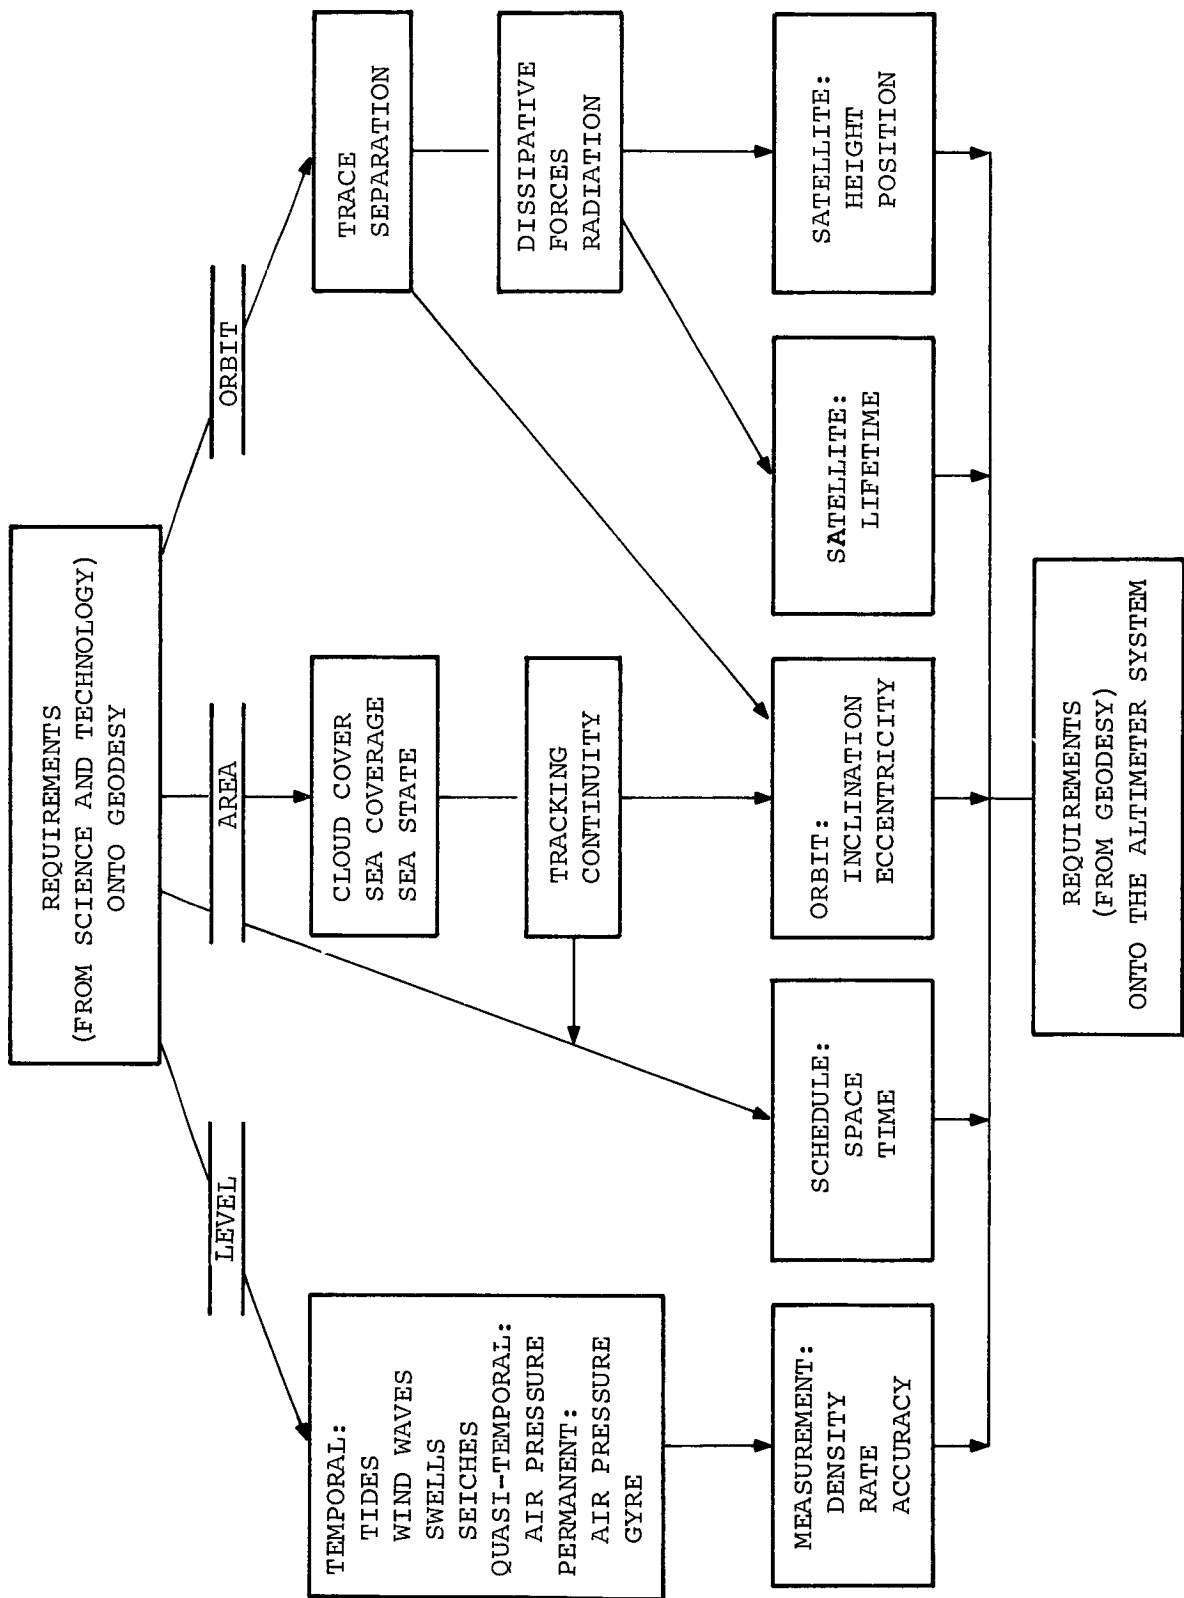 REQUIREMENTS
(FROM SCIENCE AND TECHNOLOGY)
ONTO GEODESY
LEVEL
AREA
ORBIT
TEMPORAL:
TIDES
WIND WAVES
SWELLS
SEICHES
QUASI-TEMPORAL:
AIR PRESSURE
PERMANENT:
AIR PRESSURE
GYRE
CLOUD COVER
SEA COVERAGE
SEA STATE
TRACE
SEPARATION
TRACKING
CONTINUITY
DISSIPATIVE
FORCES
RADIATION
MEASUREMENT:
DENSITY
RATE
ACCURACY
SCHEDULE:
SPACE
TIME
ORBIT:
INCLINATION
ECCENTRICITY
SATELLITE:
LIFETIME
SATELLITE:
HEIGHT
POSITION
REQUIREMENTS
(FROM GEODESY)
ONTO THE ALTIMETER SYSTEM